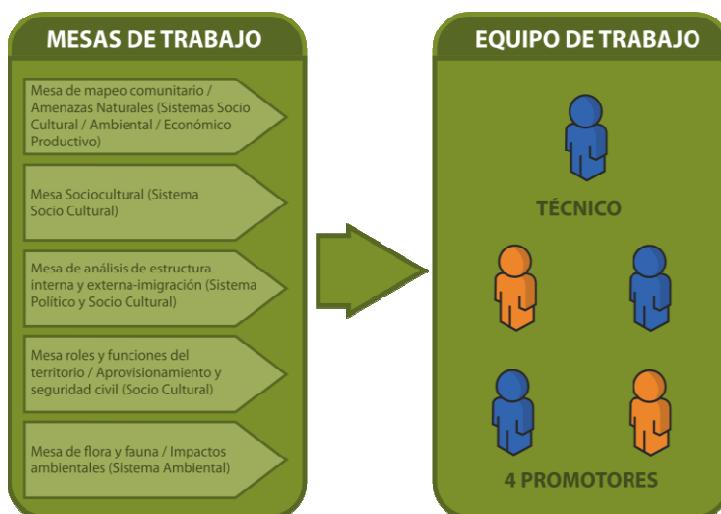 MESAS DE TRABAJO
Mesa de mapeo comunitario /
Amenazas Naturales (Sistemas Socio
Cultural / Ambiental / Económico
Productivo)
Mesa Sociocultural (Sistema
Socio Cultural)
Mesa de análisis de estructura
interna y externa-imigración (Sistema
Político y Socio Cultural)
Mesa roles y funciones del
territorio / Aprovisionamiento y
seguridad civil (Socio Cultural)
Mesa de flora y fauna / Impactos
ambientales (Sistema Ambiental)
EQUIPO DE TRABAJO
TÉCNICO
4 PROMOTORES